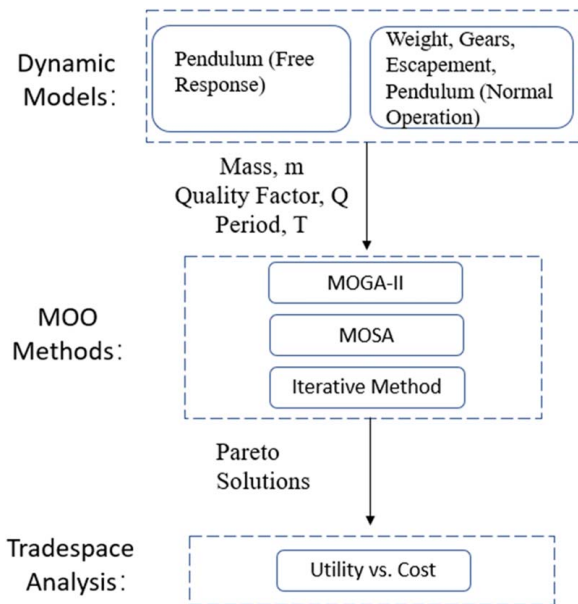 Dynamic
Models:
Pendulum (Free
Response)
Weight, Gears,
Escapement,
Pendulum (Normal
Operation)
Mass, m
Quality Factor, Q
Period, T
MOO
Methods:
MOGA-II
MOSA
Iterative Method
Pareto
Solutions
Tradespace
Analysis:
Utility vs. Cost